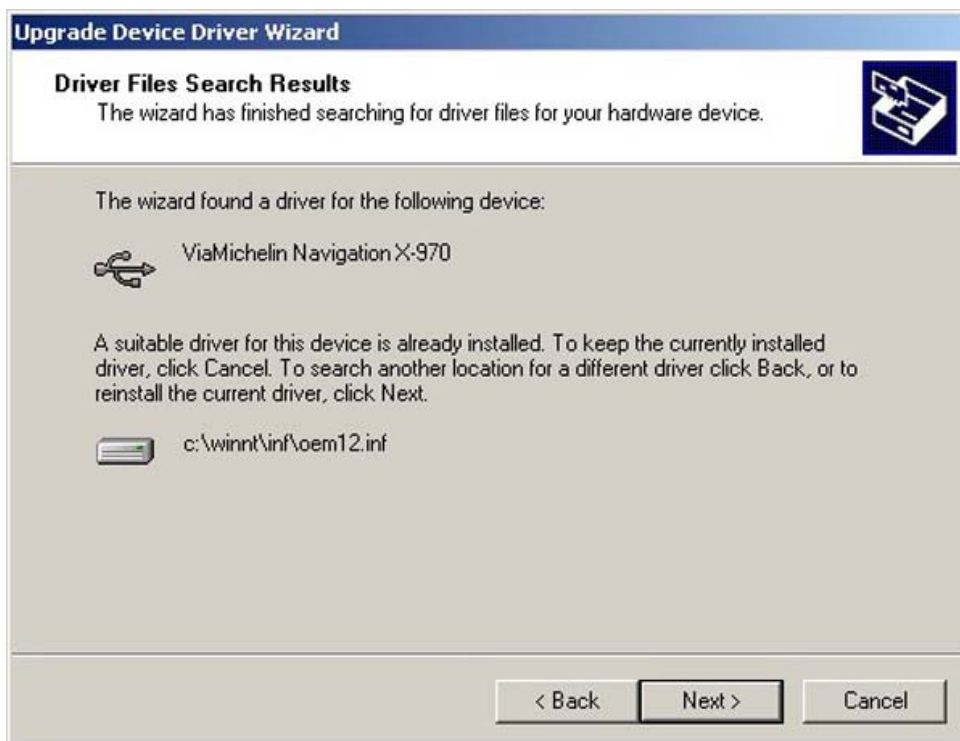 Upgrade Device Driver Wizard
Driver Files Search Results
The wizard has finished searching for driver files for your hardware device.
The wizard found a driver for the following device:
ViaMichelin Navigation X-970
A suitable driver for this device is already installed. To keep the currently installed
driver, click Cancel. To search another location for a different driver click Back, or to
reinstall the current driver, click Next.
c:\winnt\inf\oem12.inf
< Back Next > Cancel